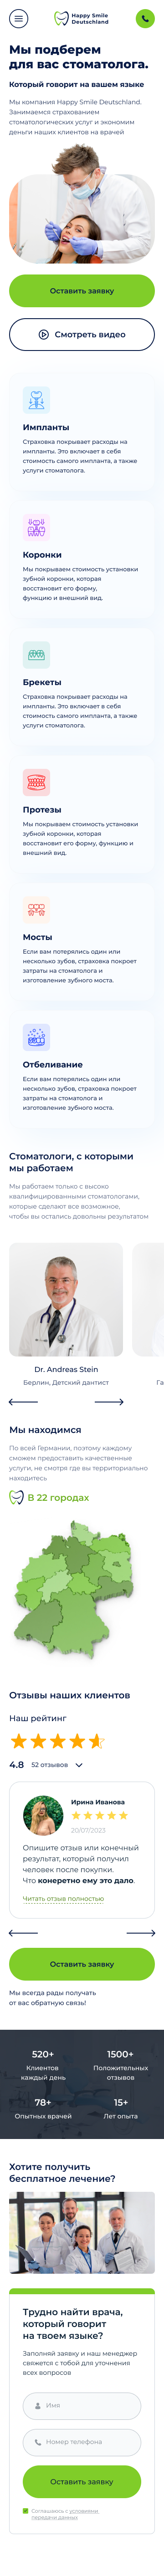 Happy Smile
Deutschland
Мы подберем
для вас стоматолога.
Который говорит на вашем языке
Мы компания Happy Smile Deutschland.
Занимаемся страхованием
стоматологических услуг и экономим
деньги наших клиентов на врачей
Оставить заявку
Смотреть видео
Импланты
Страховка покрывает расходы на
импланты. Это включает в себя
стоимость самого импланта, а также
услуги стоматолога.
Коронки
Мы покрываем стоимость установки
зубной коронки, которая
восстановит его форму,
функцию и внешний вид.
Брекеты
Страховка покрывает расходы на
импланты. Это включает в себя
стоимость самого импланта, а также
услуги стоматолога.
Протезы
Мы покрываем стоимость установки
зубной коронки, которая
восстановит его форму, функцию и
внешний вид.
Мосты
Если вам потерялись один или
несколько зубов, страховка покроет
затраты на стоматолога и
изготовление зубного моста.
Отбеливание
Если вам потерялись один или
несколько зубов, страховка покроет
затраты на стоматолога и
изготовление зубного моста.
Стоматологи, с которыми
мы работаем
Мы работаем только с высоко
квалифицированными стоматологами,
которые сделают все возможное,
чтобы вы остались довольны результатом
Dr. Andreas Stein
Берлин, Детский дантист
Га
Мы находимся
По всей Германии, поэтому каждому
сможем предоставить качественные
услуги, не смотря где вы территориально
находитесь
В 22 городах
Отзывы наших клиентов
Наш рейтинг
4.8 52 отзывов
Ирина Иванова
20/07/2023
Опишите отзыв или конечный
результат, который получил
человек после покупки.
Что конеретно ему это дало.
Читать отзыв полностью
Оставить заявку
Мы всегда рады получать
от вас обратную связь!
520+ 1500+
Клиентов Положительных
каждый день отзывов
78+ 15+
Опытных врачей Лет опыта
Хотите получить
бесплатное лечение?
Трудно найти врача,
который говорит
на твоем языке?
Заполняй заявку и наш менеджер
свяжется с тобой для уточнения
всех вопросов
Имя
Номер телефона
Оставить заявку
Соглашаюсь с условиями
передачи данных